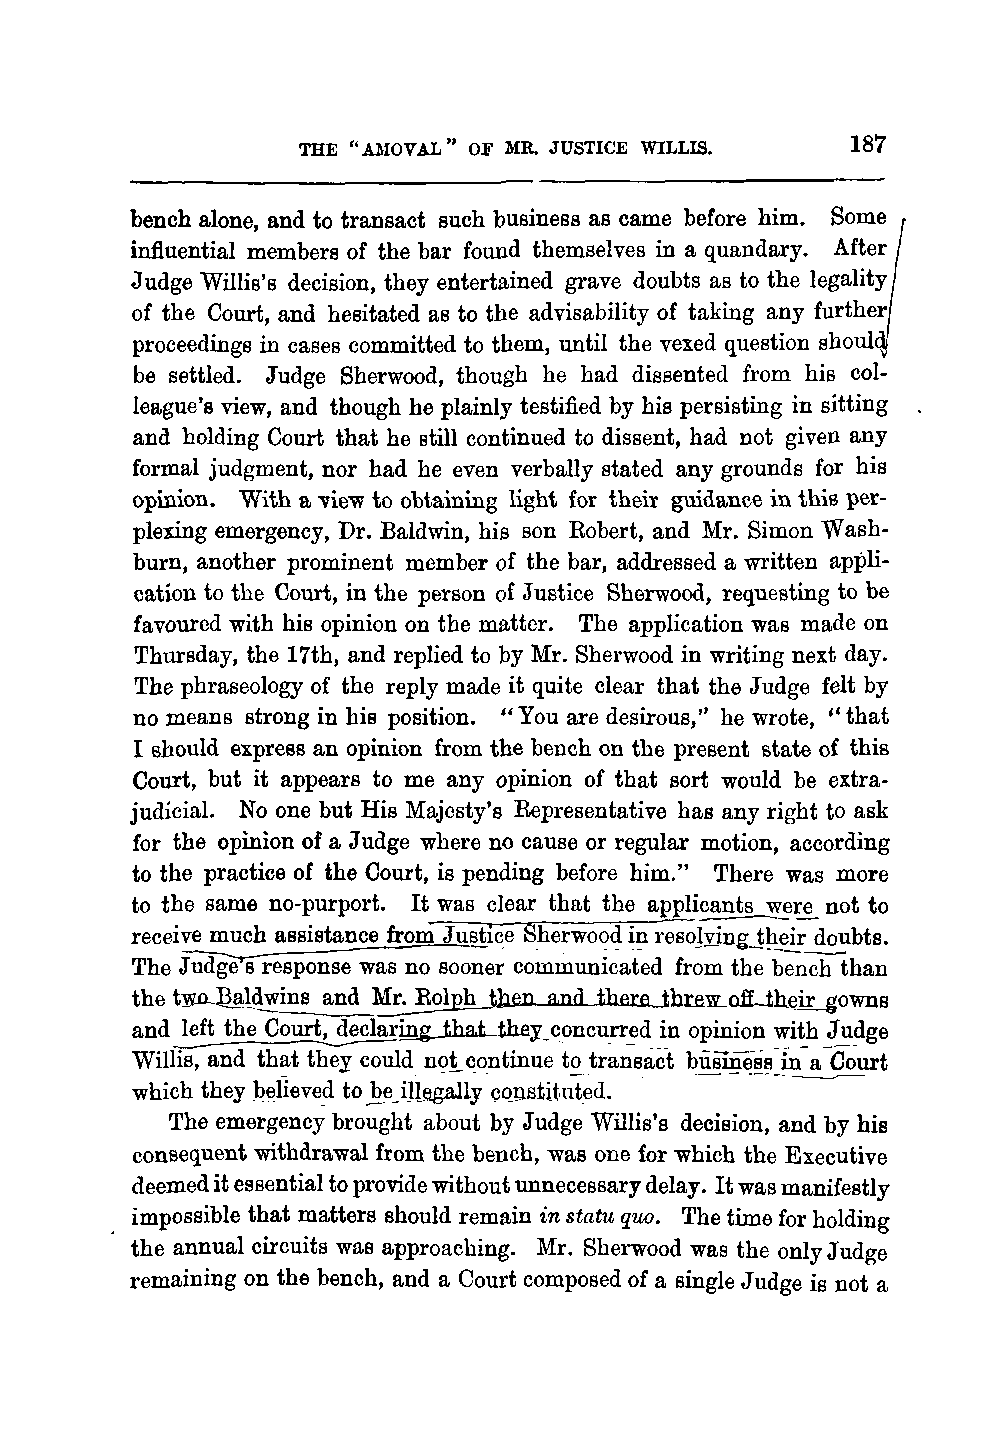 THE "AMOVAL" OF MR. JUSTICE WILLIS. 187
bench alone, and to transact such business as came before him. Some
influential members of the bar found themselves in a quandary. After
Judge Willis's decision, they entertained grave doubts as to the legality
of the Court, and hesitated as to the advisability of taking any further
proceedings in cases committed to them, until the vexed question should
be settled. Judge Sherwood, though he had dissented from his col-
league's view, and though he plainly testified by his persisting in sitting
and holding Court that he still continued to dissent, had not given any
formal judgment, nor had he even verbally stated any grounds for his
opinion. With a view to obtaining light for their guidance in this per-
plexing emergency, Dr. Baldwin, his son Robert, and Mr. Simon Wash-
burn, another prominent member of the bar, addressed a written appli-
cation to the Court, in the person of Justice Sherwood, requesting to be
favoured with his opinion on the matter. The application was made on
Thursday, the 17th, and replied to by Mr. Sherwood in writing next day.
The phraseology of the reply made it quite clear that the Judge felt by
no means strong in his position. "You are desirous," he wrote, "that
I should express an opinion from the bench on the present state of this
Court, but it appears to me any opinion of that sort would be extra-
judicial. No one but His Majesty's Representative has any right to ask
for the opinion of a Judge where no cause or regular motion, according
to the practice of the Court, is pending before him." There was more
to the same no-purport. It was clear that the applicants were not to
receive much assistance from Justice Sherwood in resolving their doubts.
The Judge's response was no sooner communicated from the bench than
the two Baldwins and Mr. Rolph then and there threw off their gowns
and left the Court, declaring that they concurred in opinion with Judge
Willis, and that they could not continue to transact business in a Court
which they believed to be illegally constituted.
The emergency brought about by Judge Willis's decision, and by his
consequent withdrawal from the bench, was one for which the Executive
deemed it essential to provide without unnecessary delay. It was manifestly
impossible that matters should remain in statu quo. The time for holding
the annual circuits was approaching. Mr. Sherwood was the only Judge
remaining on the bench, and a Court composed of a single Judge is not a